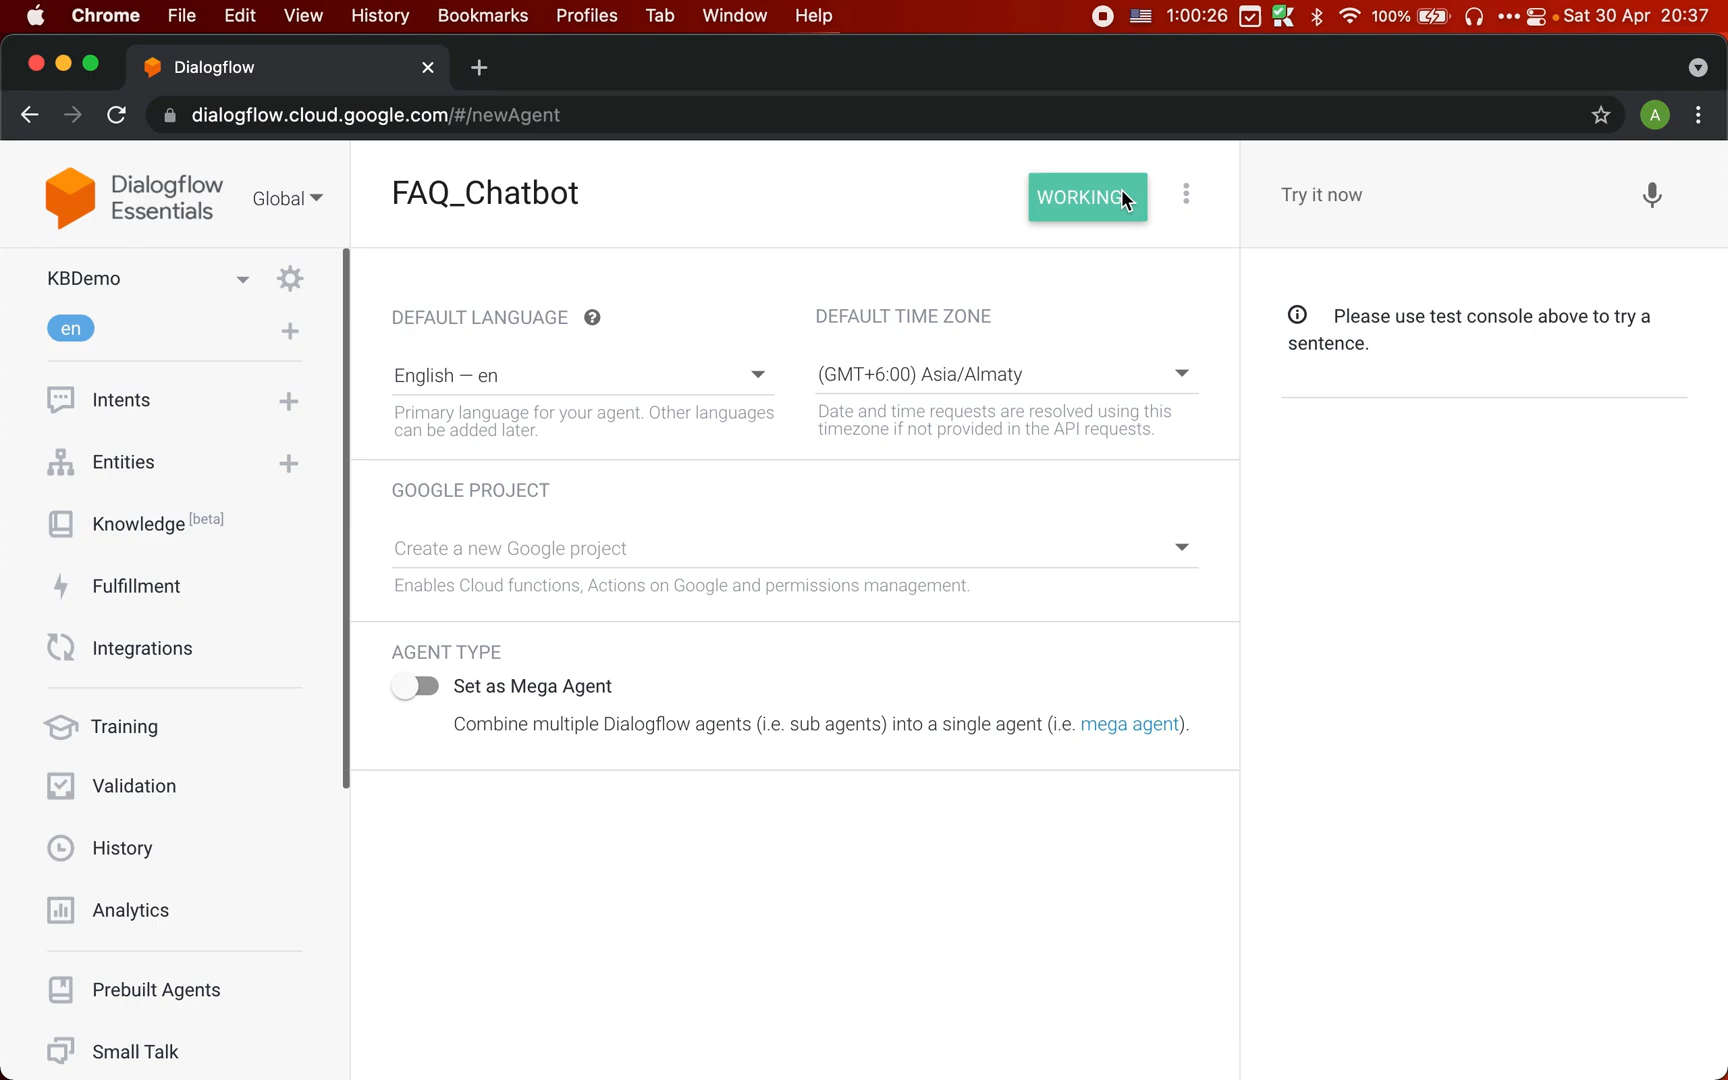 Chrome File Edit View History Bookmarks Profiles Tab Window Help 1:00:26 100% Sat 30 Apr 20:37
Dialogflow
dialogflow.cloud.google.com/#/newAgent A
Dialogflow
Essentials
Global
FAQ_Chatbot
WORKING
Try it now
KBDemo
en
Intents
Entities
Knowledge [beta]
Fulfillment
Integrations
Training
Validation
History
Analytics
Prebuilt Agents
Small Talk
DEFAULT LANGUAGE
English — en
Primary language for your agent. Other languages
can be added later.
DEFAULT TIME ZONE
(GMT+6:00) Asia/Almaty
Date and time requests are resolved using this
timezone if not provided in the API requests.
GOOGLE PROJECT
Create a new Google project
Enables Cloud functions, Actions on Google and permissions management.
AGENT TYPE
Set as Mega Agent
Combine multiple Dialogflow agents (i.e. sub agents) into a single agent (i.e. mega agent).
Please use test console above to try a
sentence.